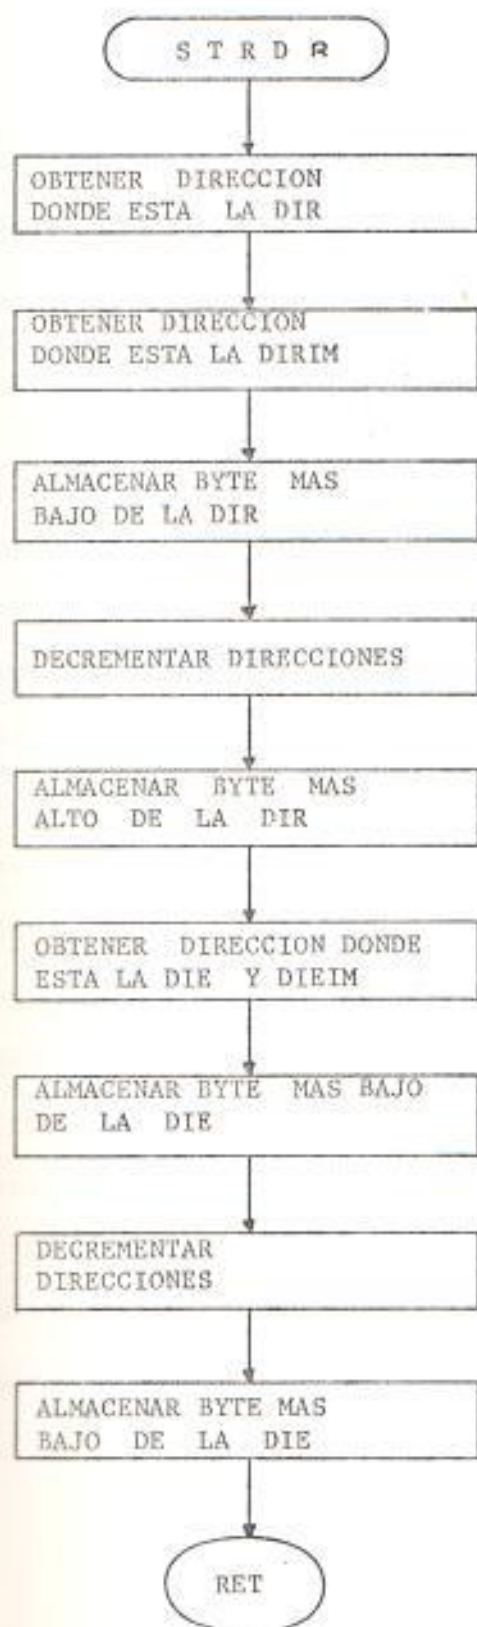 S T R D R
OBTENER DIRECCION
DONDE ESTA LA DIR
OBTENER DIRECCION
DONDE ESTA LA DIRIM
ALMACENAR BYTE MAS
BAJO DE LA DIR
DECREMENTAR DIRECCIONES
ALMACENAR BYTE MAS
ALTO DE LA DIR
OBTENER DIRECCION DONDE
ESTA LA DIE Y DIEIM
ALMACENAR BYTE MAS BAJO
DE LA DIE
DECREMENTAR
DIRECCIONES
ALMACENAR BYTE MAS
BAJO DE LA DIE
RET